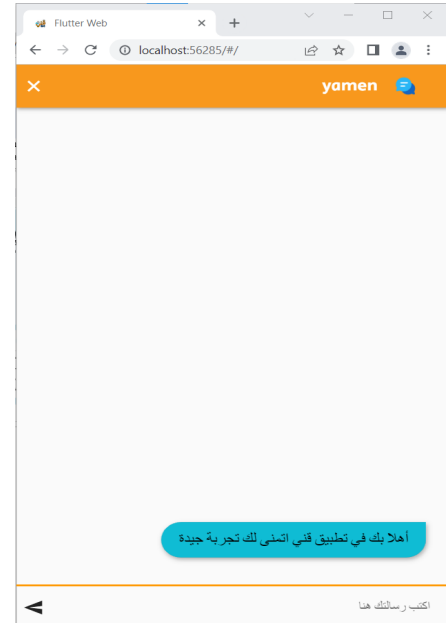 Flutter Web
localhost:56285/#/
yamen
أهلا بك في تطبيق قني اتمنى لك تجربة جيدة
اكتب رسالتك هنا